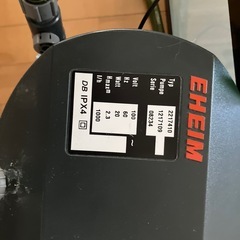 EHEIM
Typ 2217410
Pumpe 1217109
Serie 08234
Volt 100 ~
Hz 60
Watt 20
Hmax m 2.3
l/h 1000
DB IPX4